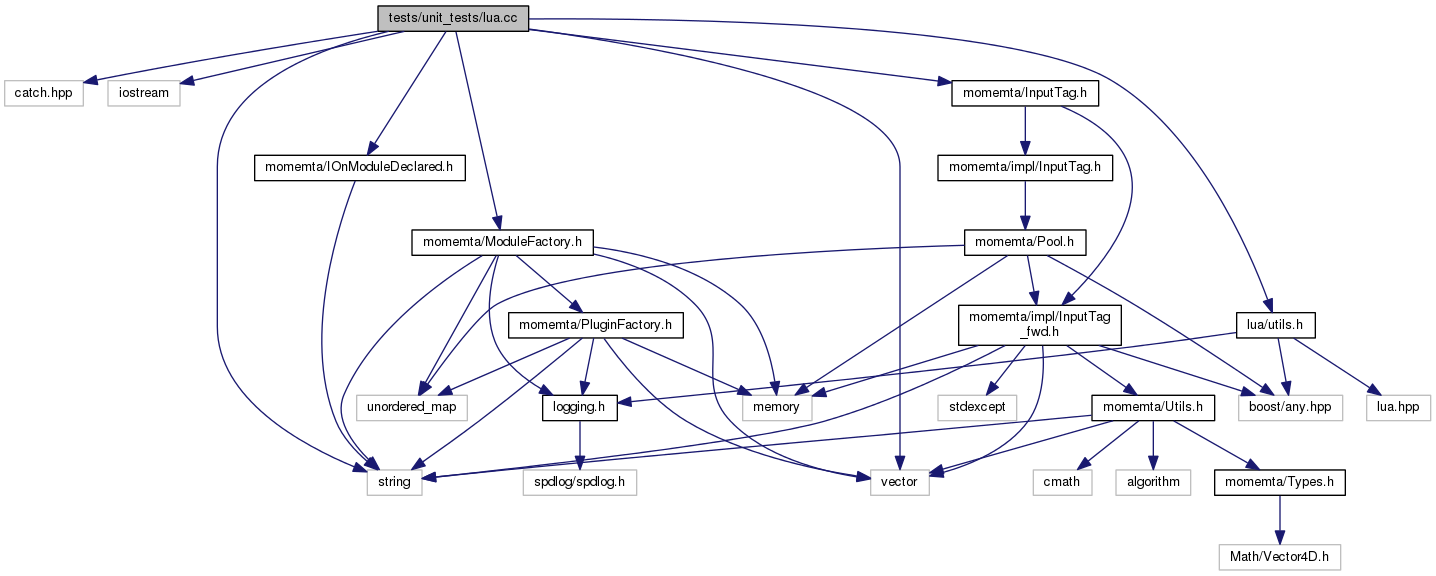 tests/unit_tests/lua.cc
catch.hpp
iostream
momemta/InputTag.h
momemta/IOnModuleDeclared.h
momemta/impl/InputTag.h
momemta/ModuleFactory.h
momemta/Pool.h
momemta/PluginFactory.h
momemta/impl/InputTag
_fwd.h
lua/utils.h
unordered_map
logging.h
memory
stdexcept
momemta/Utils.h
boost/any.hpp
lua.hpp
string
spdlog/spdlog.h
vector
cmath
algorithm
momemta/Types.h
Math/Vector4D.h